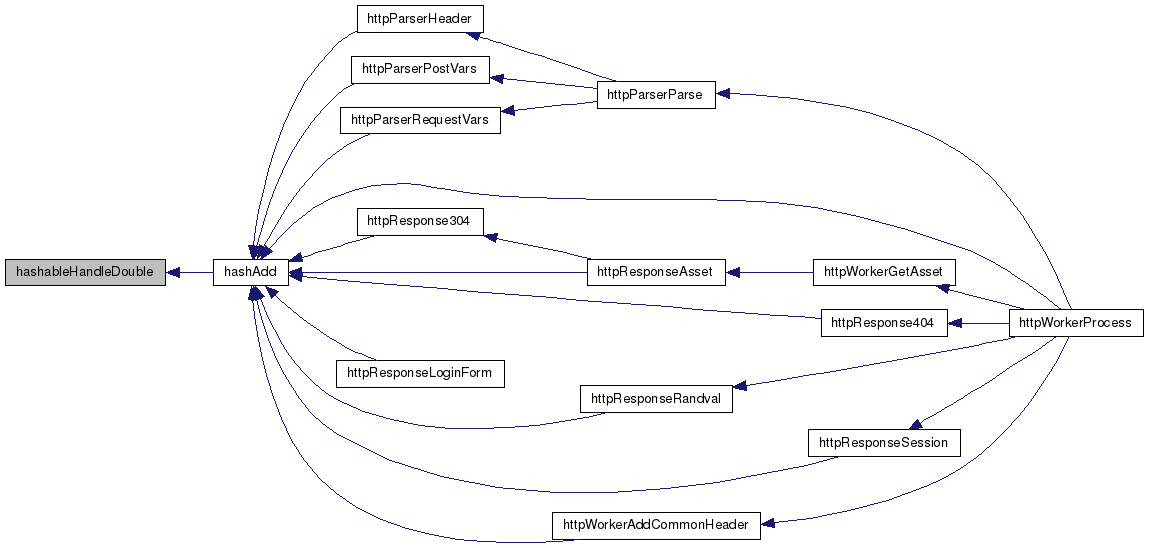 httpParserHeader
httpParserPostVars
httpParserParse
httpParserRequestVars
httpResponse304
hashableHandleDouble
hashAdd
httpResponseAsset
httpWorkerGetAsset
httpResponse404
httpWorkerProcess
httpResponseLoginForm
httpResponseRandval
httpResponseSession
httpWorkerAddCommonHeader